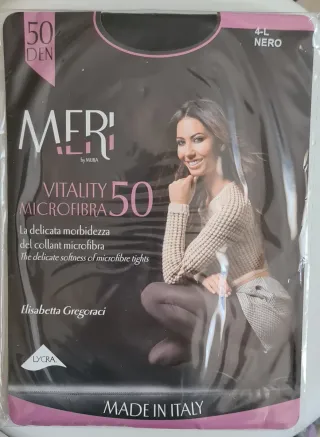 50
DEN
4-L
NERO
MERI
by MURA
VITALITY
MICROFIBRA 50
La delicata morbidezza
del collant microfibra
The delicate softness of microfibre tights
Elisabetta Gregoraci
LYCRA
MADE IN ITALY